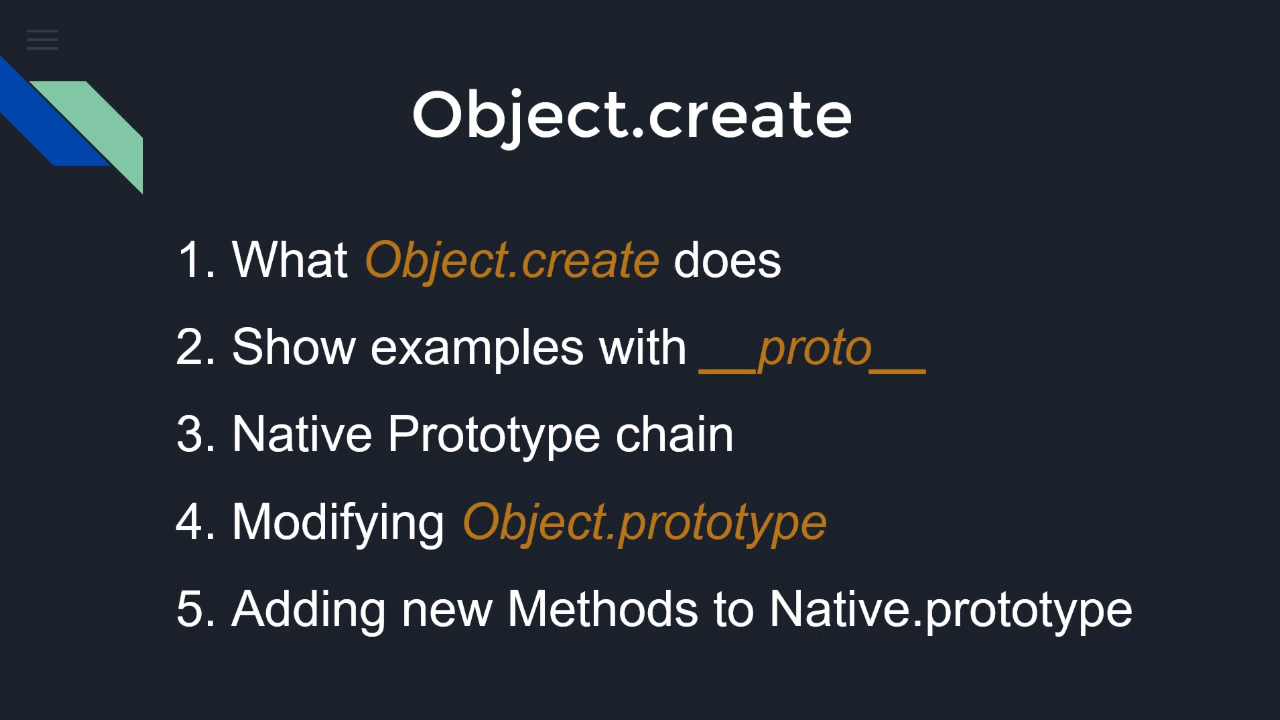 Object.create
1. What Object.create does
2. Show examples with __proto__
3. Native Prototype chain
4. Modifying Object.prototype
5. Adding new Methods to Native.prototype